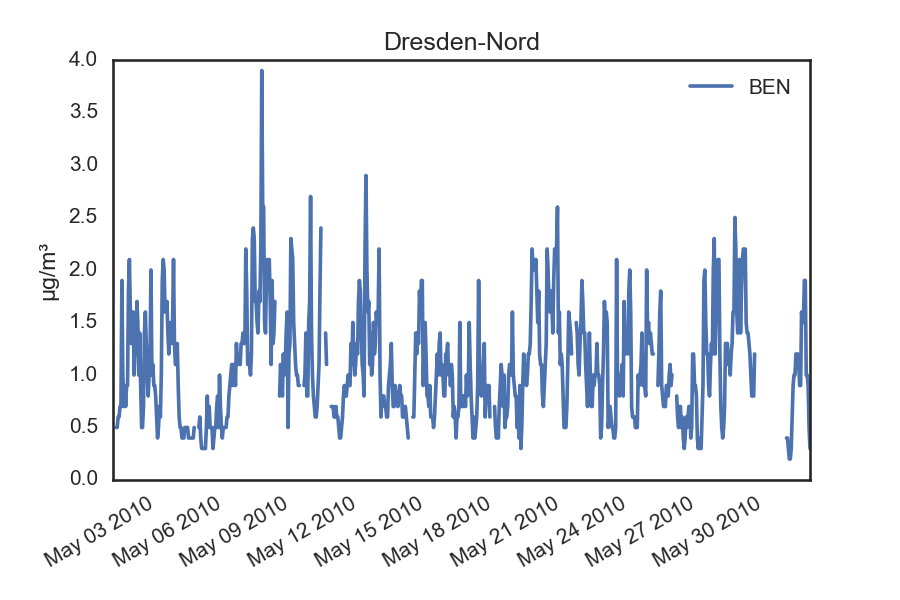 Dresden-Nord
4.0
3.5
3.0
2.5
2.0
1.5
1.0
0.5
0.0
µg/m³
BEN
May 03 2010
May 06 2010
May 09 2010
May 12 2010
May 15 2010
May 18 2010
May 21 2010
May 24 2010
May 27 2010
May 30 2010